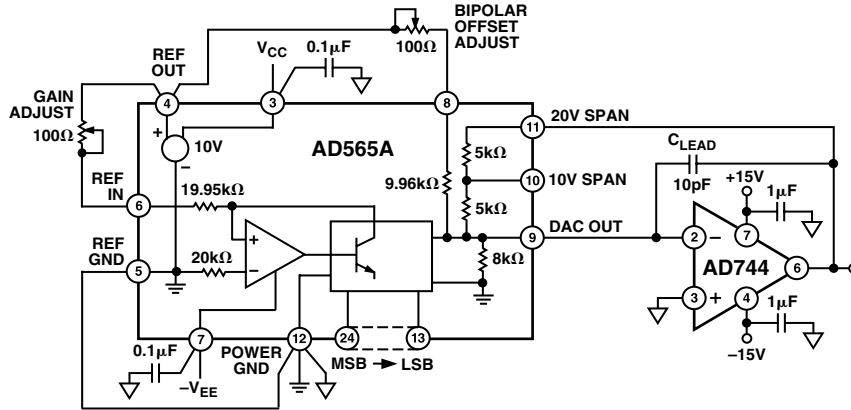 BIPOLAR
OFFSET
ADJUST
100Ω
REF
OUT
VCC
0.1µF
GAIN
ADJUST
100Ω
4
3
8
+
10V
–
AD565A
11
20V SPAN
5kΩ
CLEAD
10pF
+15V
1µF
9.96kΩ
10
10V SPAN
5kΩ
REF
IN
6
19.95kΩ
9
DAC OUT
2
–
7
AD744
6
REF
GND
5
20kΩ
+
–
8kΩ
3
+
4
1µF
–15V
0.1µF
7
POWER
GND
12
24
13
MSB
LSB
–VEE